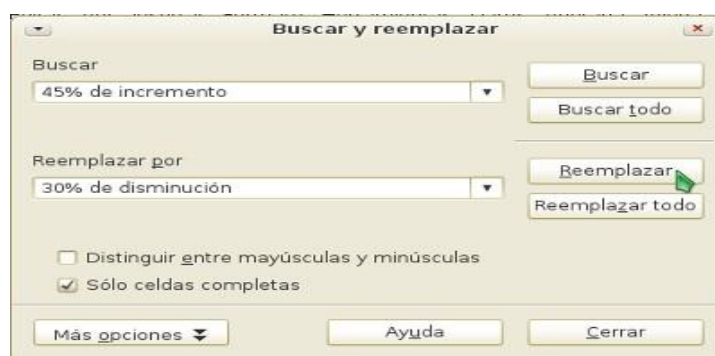 Buscar y reemplazar
Buscar
45% de incremento
Buscar
Buscar todo
Reemplazar por
30% de disminución
Reemplazar
Reemplazar todo
Distinguir entre mayúsculas y minúsculas
Sólo celdas completas
Más opciones
Ayuda
Cerrar